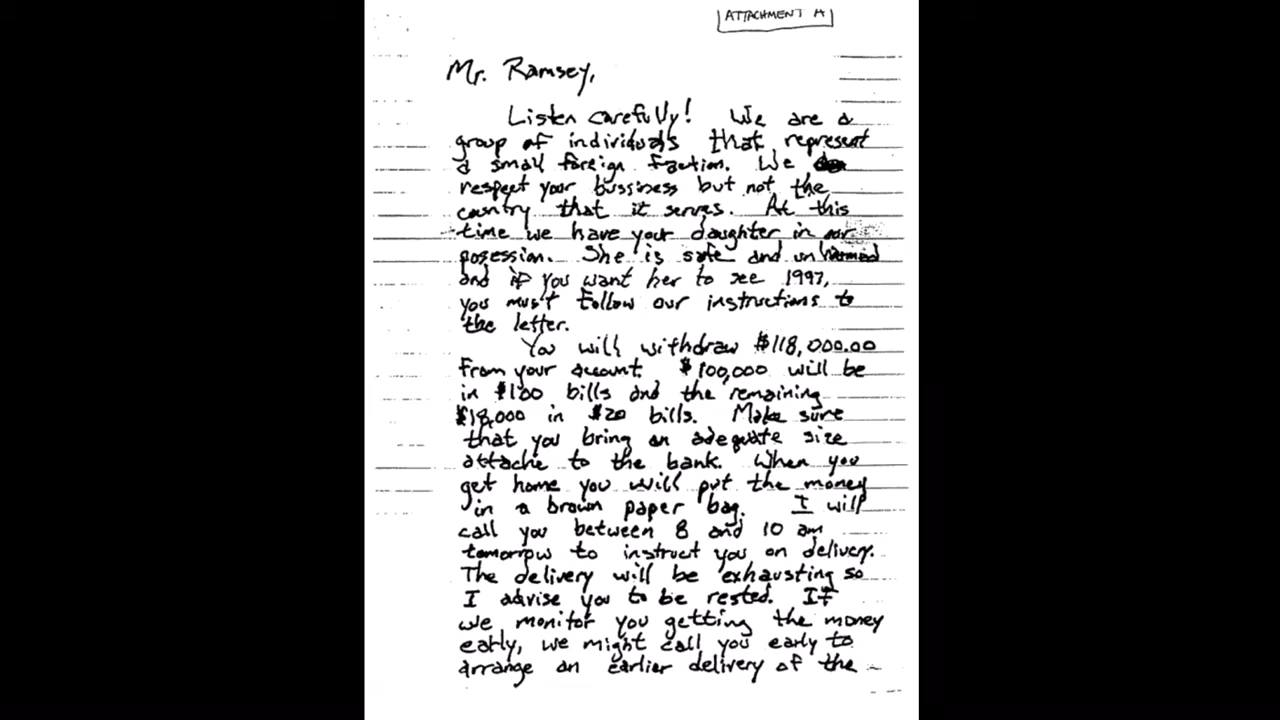 ATTACHMENT A
Mr. Ramsey,
Listen carefully! We are a
group of individuals that represent
a small foreign faction. We
respect your bussiness but not the
country that it serves. At this
time we have your daughter in our
posession. She is safe and unharmed
and if you want her to see 1997,
you must follow our instructions to
the letter.
You will withdraw $118,000.00
from your account. $100,000 will be
in $100 bills and the remaining
$18,000 in $20 bills. Make sure
that you bring an adequate size
attache to the bank. When you
get home you will put the money
in a brown paper bag. I will
call you between 8 and 10 am
tomorrow to instruct you on delivery.
The delivery will be exhausting so
I advise you to be rested. If
we monitor you getting the money
early, we might call you early to
arrange an earlier delivery of the